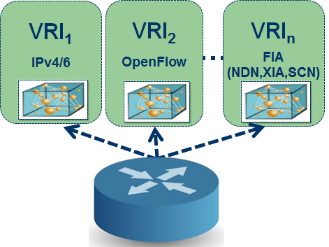 VRI1
IPv4/6
VRI2
OpenFlow
VRIn
FIA
(NDN,XIA,SCN)